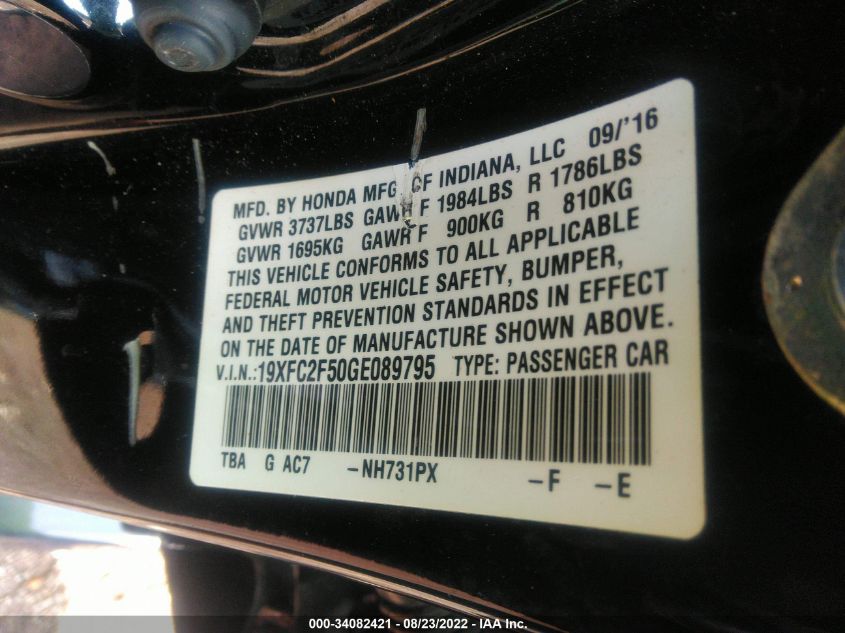 MFD. BY HONDA MFG. OF INDIANA, LLC 09/'16
GVWR 3737LBS GAWR F 1984LBS R 1786LBS
GVWR 1695KG GAWR F 900KG R 810KG
THIS VEHICLE CONFORMS TO ALL APPLICABLE
FEDERAL MOTOR VEHICLE SAFETY, BUMPER,
AND THEFT PREVENTION STANDARDS IN EFFECT
ON THE DATE OF MANUFACTURE SHOWN ABOVE.
V.I.N.:19XFC2F50GE089795 TYPE: PASSENGER CAR
TBA G AC7 –NH731PX –F –E
000-34082421 - 08/23/2022 - IAA Inc.